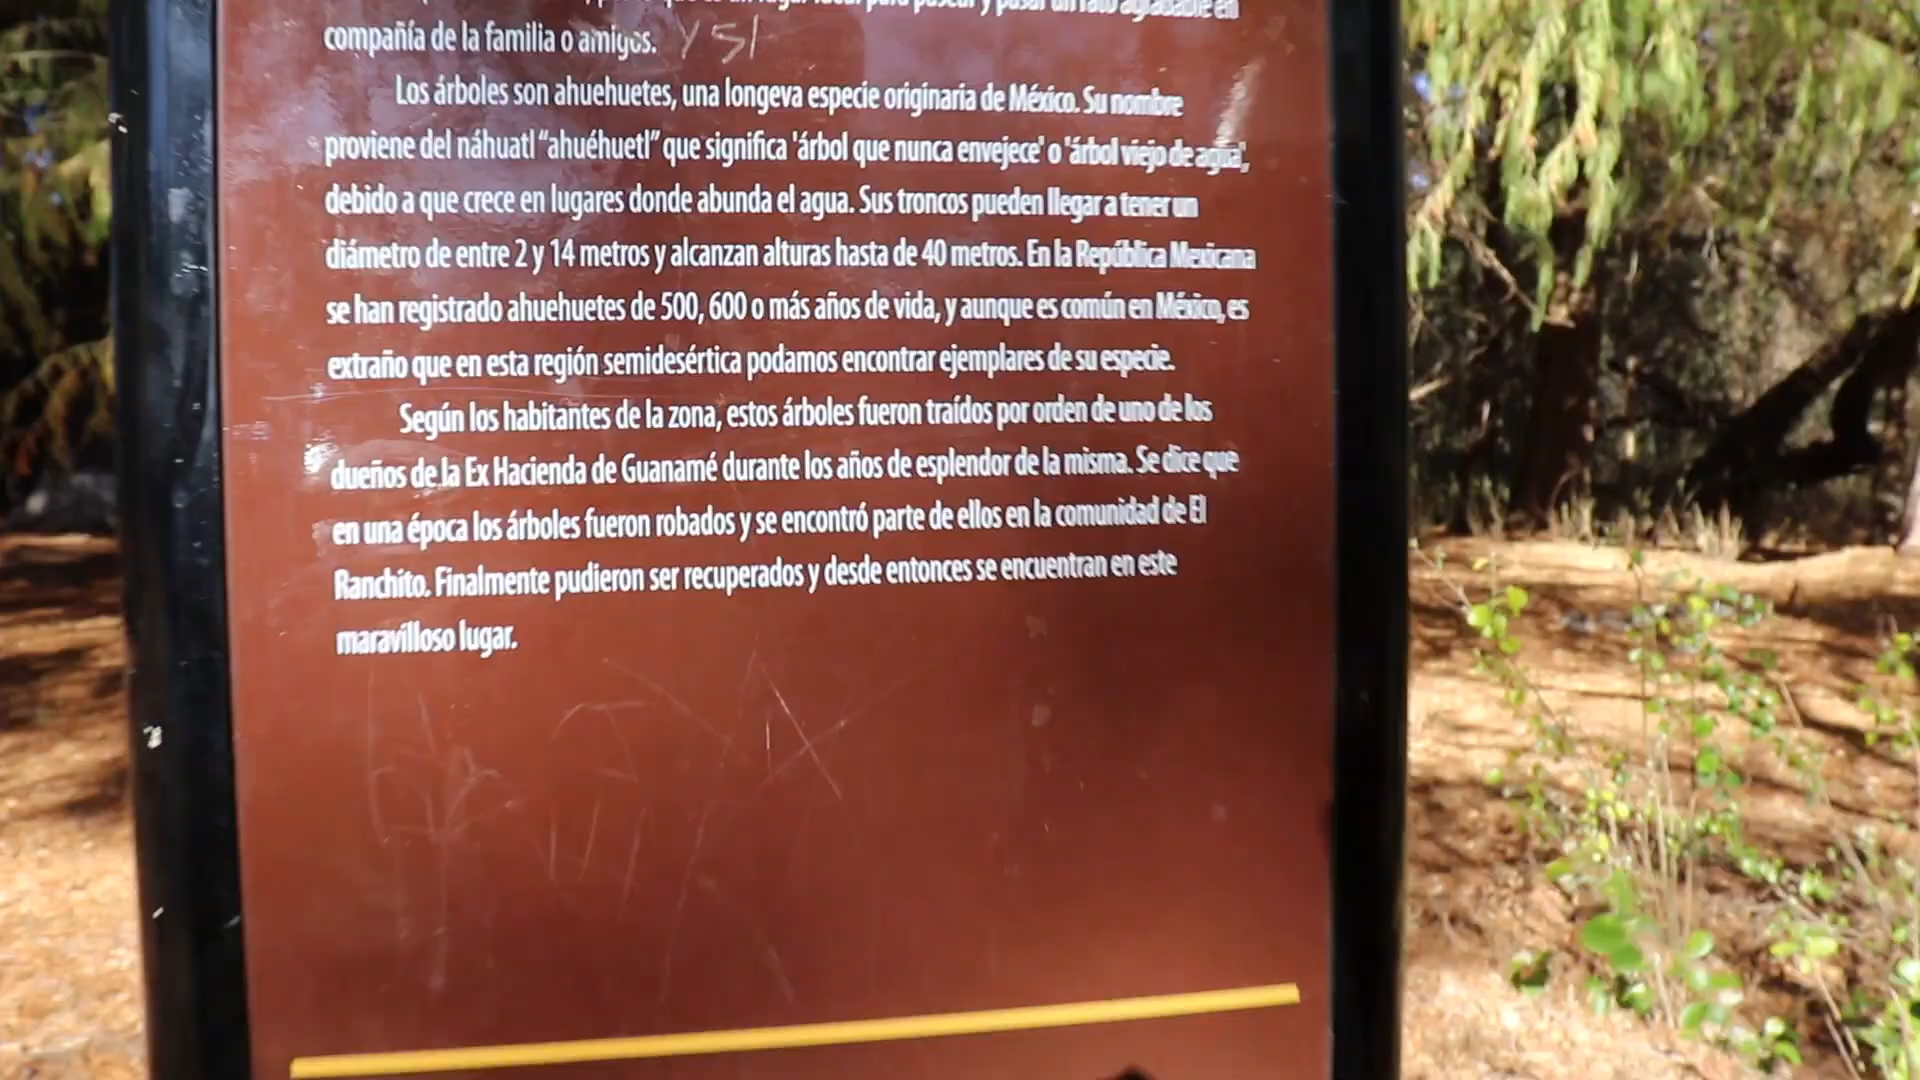 para pasear y pasar un rato agradable en
compañía de la familia o amigos. Y SI
Los árboles son ahuehuetes, una longeva especie originaria de México. Su nombre
proviene del náhuatl “ahuéhuetl” que significa 'árbol que nunca envejece' o 'árbol viejo de agua',
debido a que crece en lugares donde abunda el agua. Sus troncos pueden llegar a tener un
diámetro de entre 2 y 14 metros y alcanzan alturas hasta de 40 metros. En la República Mexicana
se han registrado ahuehuetes de 500, 600 o más años de vida, y aunque es común en México, es
extraño que en esta región semidesértica podamos encontrar ejemplares de su especie.
Según los habitantes de la zona, estos árboles fueron traídos por orden de uno de los
dueños de la Ex Hacienda de Guanamé durante los años de esplendor de la misma. Se dice que
en una época los árboles fueron robados y se encontró parte de ellos en la comunidad de El
Ranchito. Finalmente pudieron ser recuperados y desde entonces se encuentran en este
maravilloso lugar.